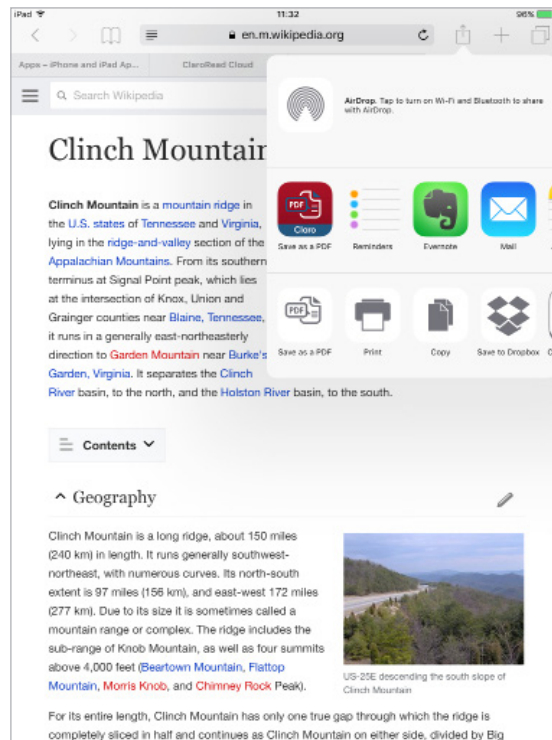 iPad 11:32 96%
en.m.wikipedia.org
Apps – iPhone and iPad Ap... ClaroRead Cloud
Search Wikipedia
AirDrop. Tap to turn on Wi-Fi and Bluetooth to share
with AirDrop.
PDF
Claro
Save as a PDF Reminders Evernote Mail
PDF
Save as a PDF Print Copy Save to Dropbox
Clinch Mountain
Clinch Mountain is a mountain ridge in
the U.S. states of Tennessee and Virginia,
lying in the ridge-and-valley section of the
Appalachian Mountains. From its southern
terminus at Signal Point peak, which lies
at the intersection of Knox, Union and
Grainger counties near Blaine, Tennessee,
it runs in a generally east-northeasterly
direction to Garden Mountain near Burke's
Garden, Virginia. It separates the Clinch
River basin, to the north, and the Holston River basin, to the south.
Contents
Geography
Clinch Mountain is a long ridge, about 150 miles
(240 km) in length. It runs generally southwest-
northeast, with numerous curves. Its north-south
extent is 97 miles (156 km), and east-west 172 miles
(277 km). Due to its size it is sometimes called a
mountain range or complex. The ridge includes the
sub-range of Knob Mountain, as well as four summits
above 4,000 feet (Beartown Mountain, Flattop
Mountain, Morris Knob, and Chimney Rock Peak).
US-25E descending the south slope of
Clinch Mountain
For its entire length, Clinch Mountain has only one true gap through which the ridge is
completely sliced in half and continues as Clinch Mountain on either side, divided by Big